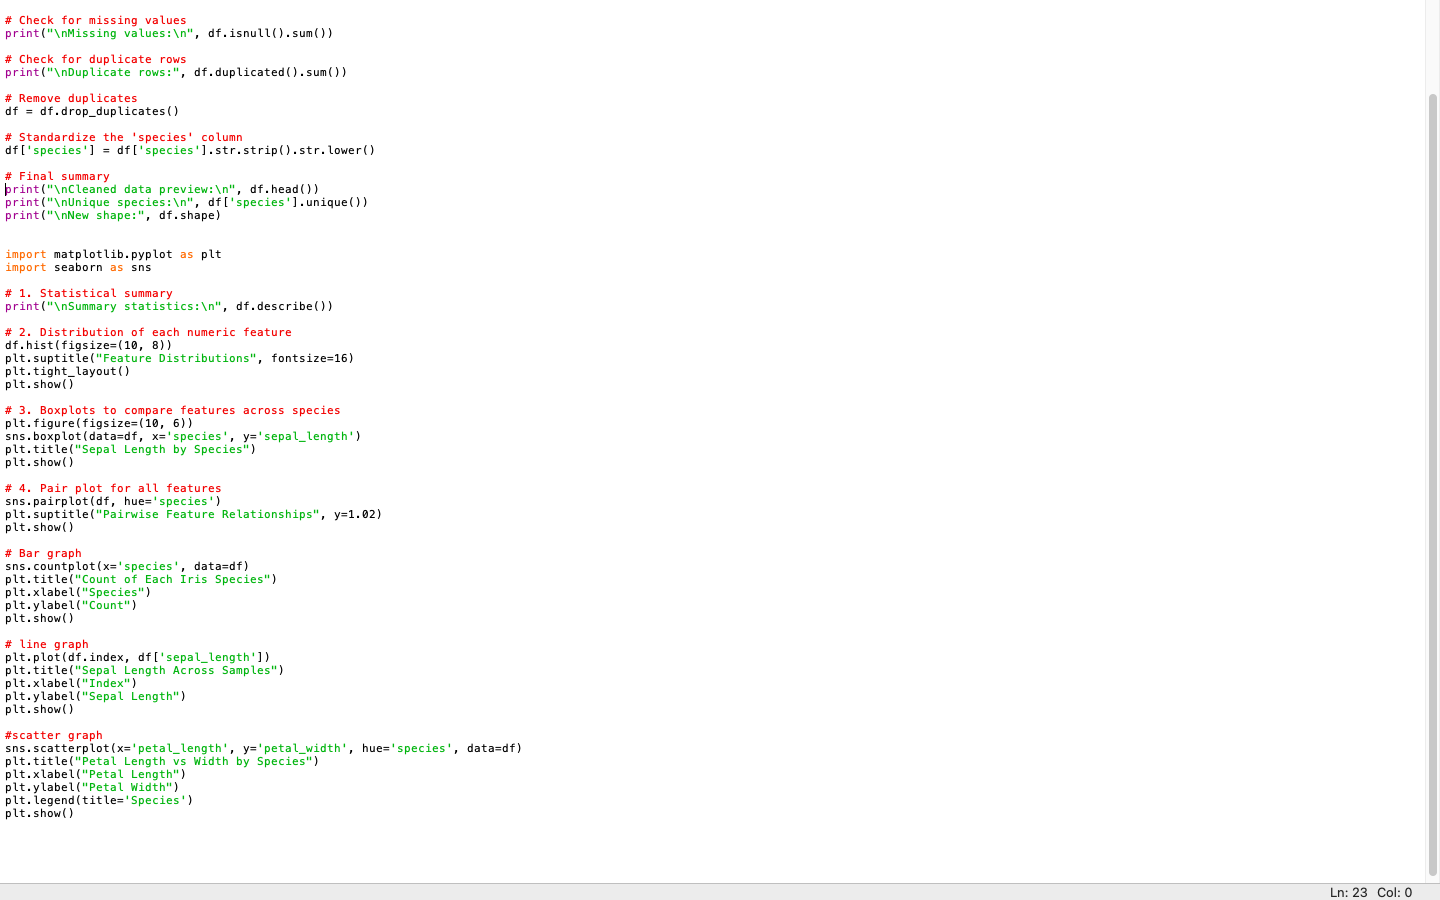 # Check for missing values
print("\nMissing values:\n", df.isnull().sum())
# Check for duplicate rows
print("\nDuplicate rows:", df.duplicated().sum())
# Remove duplicates
df = df.drop_duplicates()
# Standardize the 'species' column
df['species'] = df['species'].str.strip().str.lower()
# Final summary
print("\nCleaned data preview:\n", df.head())
print("\nUnique species:\n", df['species'].unique())
print("\nNew shape:", df.shape)
import matplotlib.pyplot as plt
import seaborn as sns
# 1. Statistical summary
print("\nSummary statistics:\n", df.describe())
# 2. Distribution of each numeric feature
df.hist(figsize=(10, 8))
plt.suptitle("Feature Distributions", fontsize=16)
plt.tight_layout()
plt.show()
# 3. Boxplots to compare features across species
plt.figure(figsize=(10, 6))
sns.boxplot(data=df, x='species', y='sepal_length')
plt.title("Sepal Length by Species")
plt.show()
# 4. Pair plot for all features
sns.pairplot(df, hue='species')
plt.suptitle("Pairwise Feature Relationships", y=1.02)
plt.show()
# Bar graph
sns.countplot(x='species', data=df)
plt.title("Count of Each Iris Species")
plt.xlabel("Species")
plt.ylabel("Count")
plt.show()
# line graph
plt.plot(df.index, df['sepal_length'])
plt.title("Sepal Length Across Samples")
plt.xlabel("Index")
plt.ylabel("Sepal Length")
plt.show()
#scatter graph
sns.scatterplot(x='petal_length', y='petal_width', hue='species', data=df)
plt.title("Petal Length vs Width by Species")
plt.xlabel("Petal Length")
plt.ylabel("Petal Width")
plt.legend(title='Species')
plt.show()
Ln: 23 Col: 0